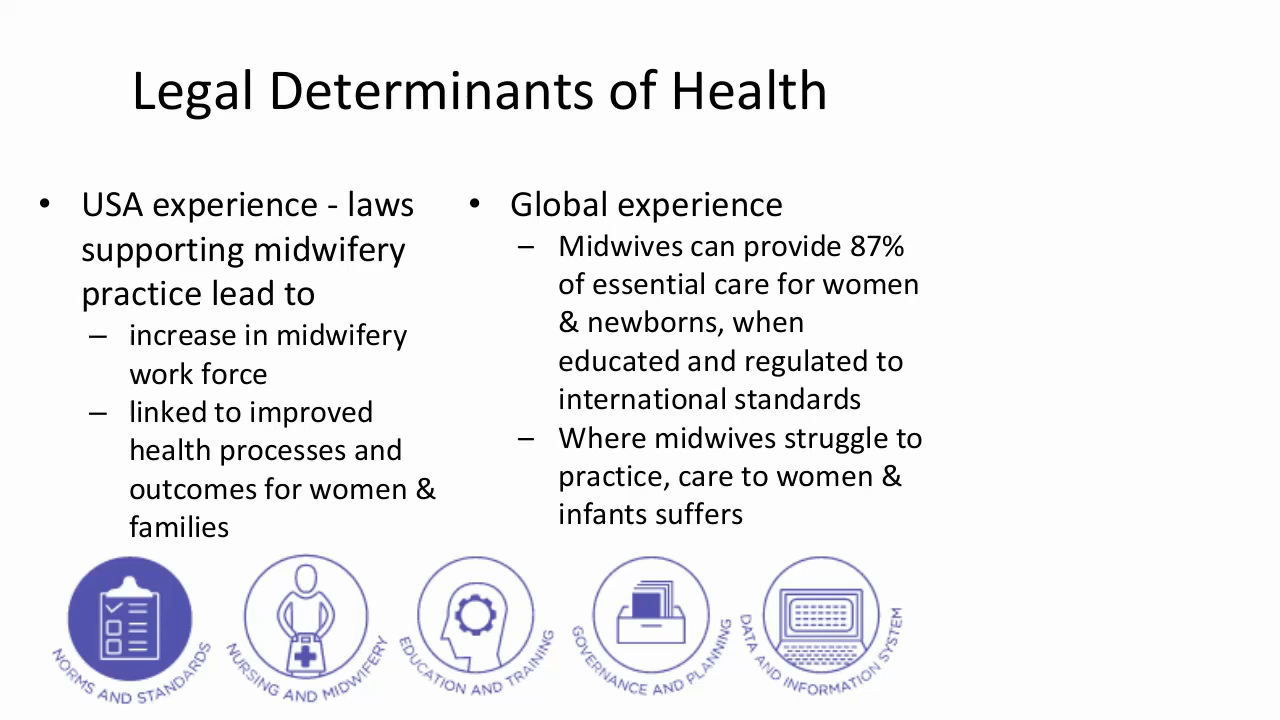 Legal Determinants of Health
• USA experience - laws
supporting midwifery
practice lead to
– increase in midwifery
work force
– linked to improved
health processes and
outcomes for women &
families
• Global experience
– Midwives can provide 87%
of essential care for women
& newborns, when
educated and regulated to
international standards
– Where midwives struggle to
practice, care to women &
infants suffers
NORMS AND STANDARDS
NURSING AND MIDWIFERY
EDUCATION AND TRAINING
GOVERNANCE AND PLANNING
DATA AND INFORMATION SYSTEM